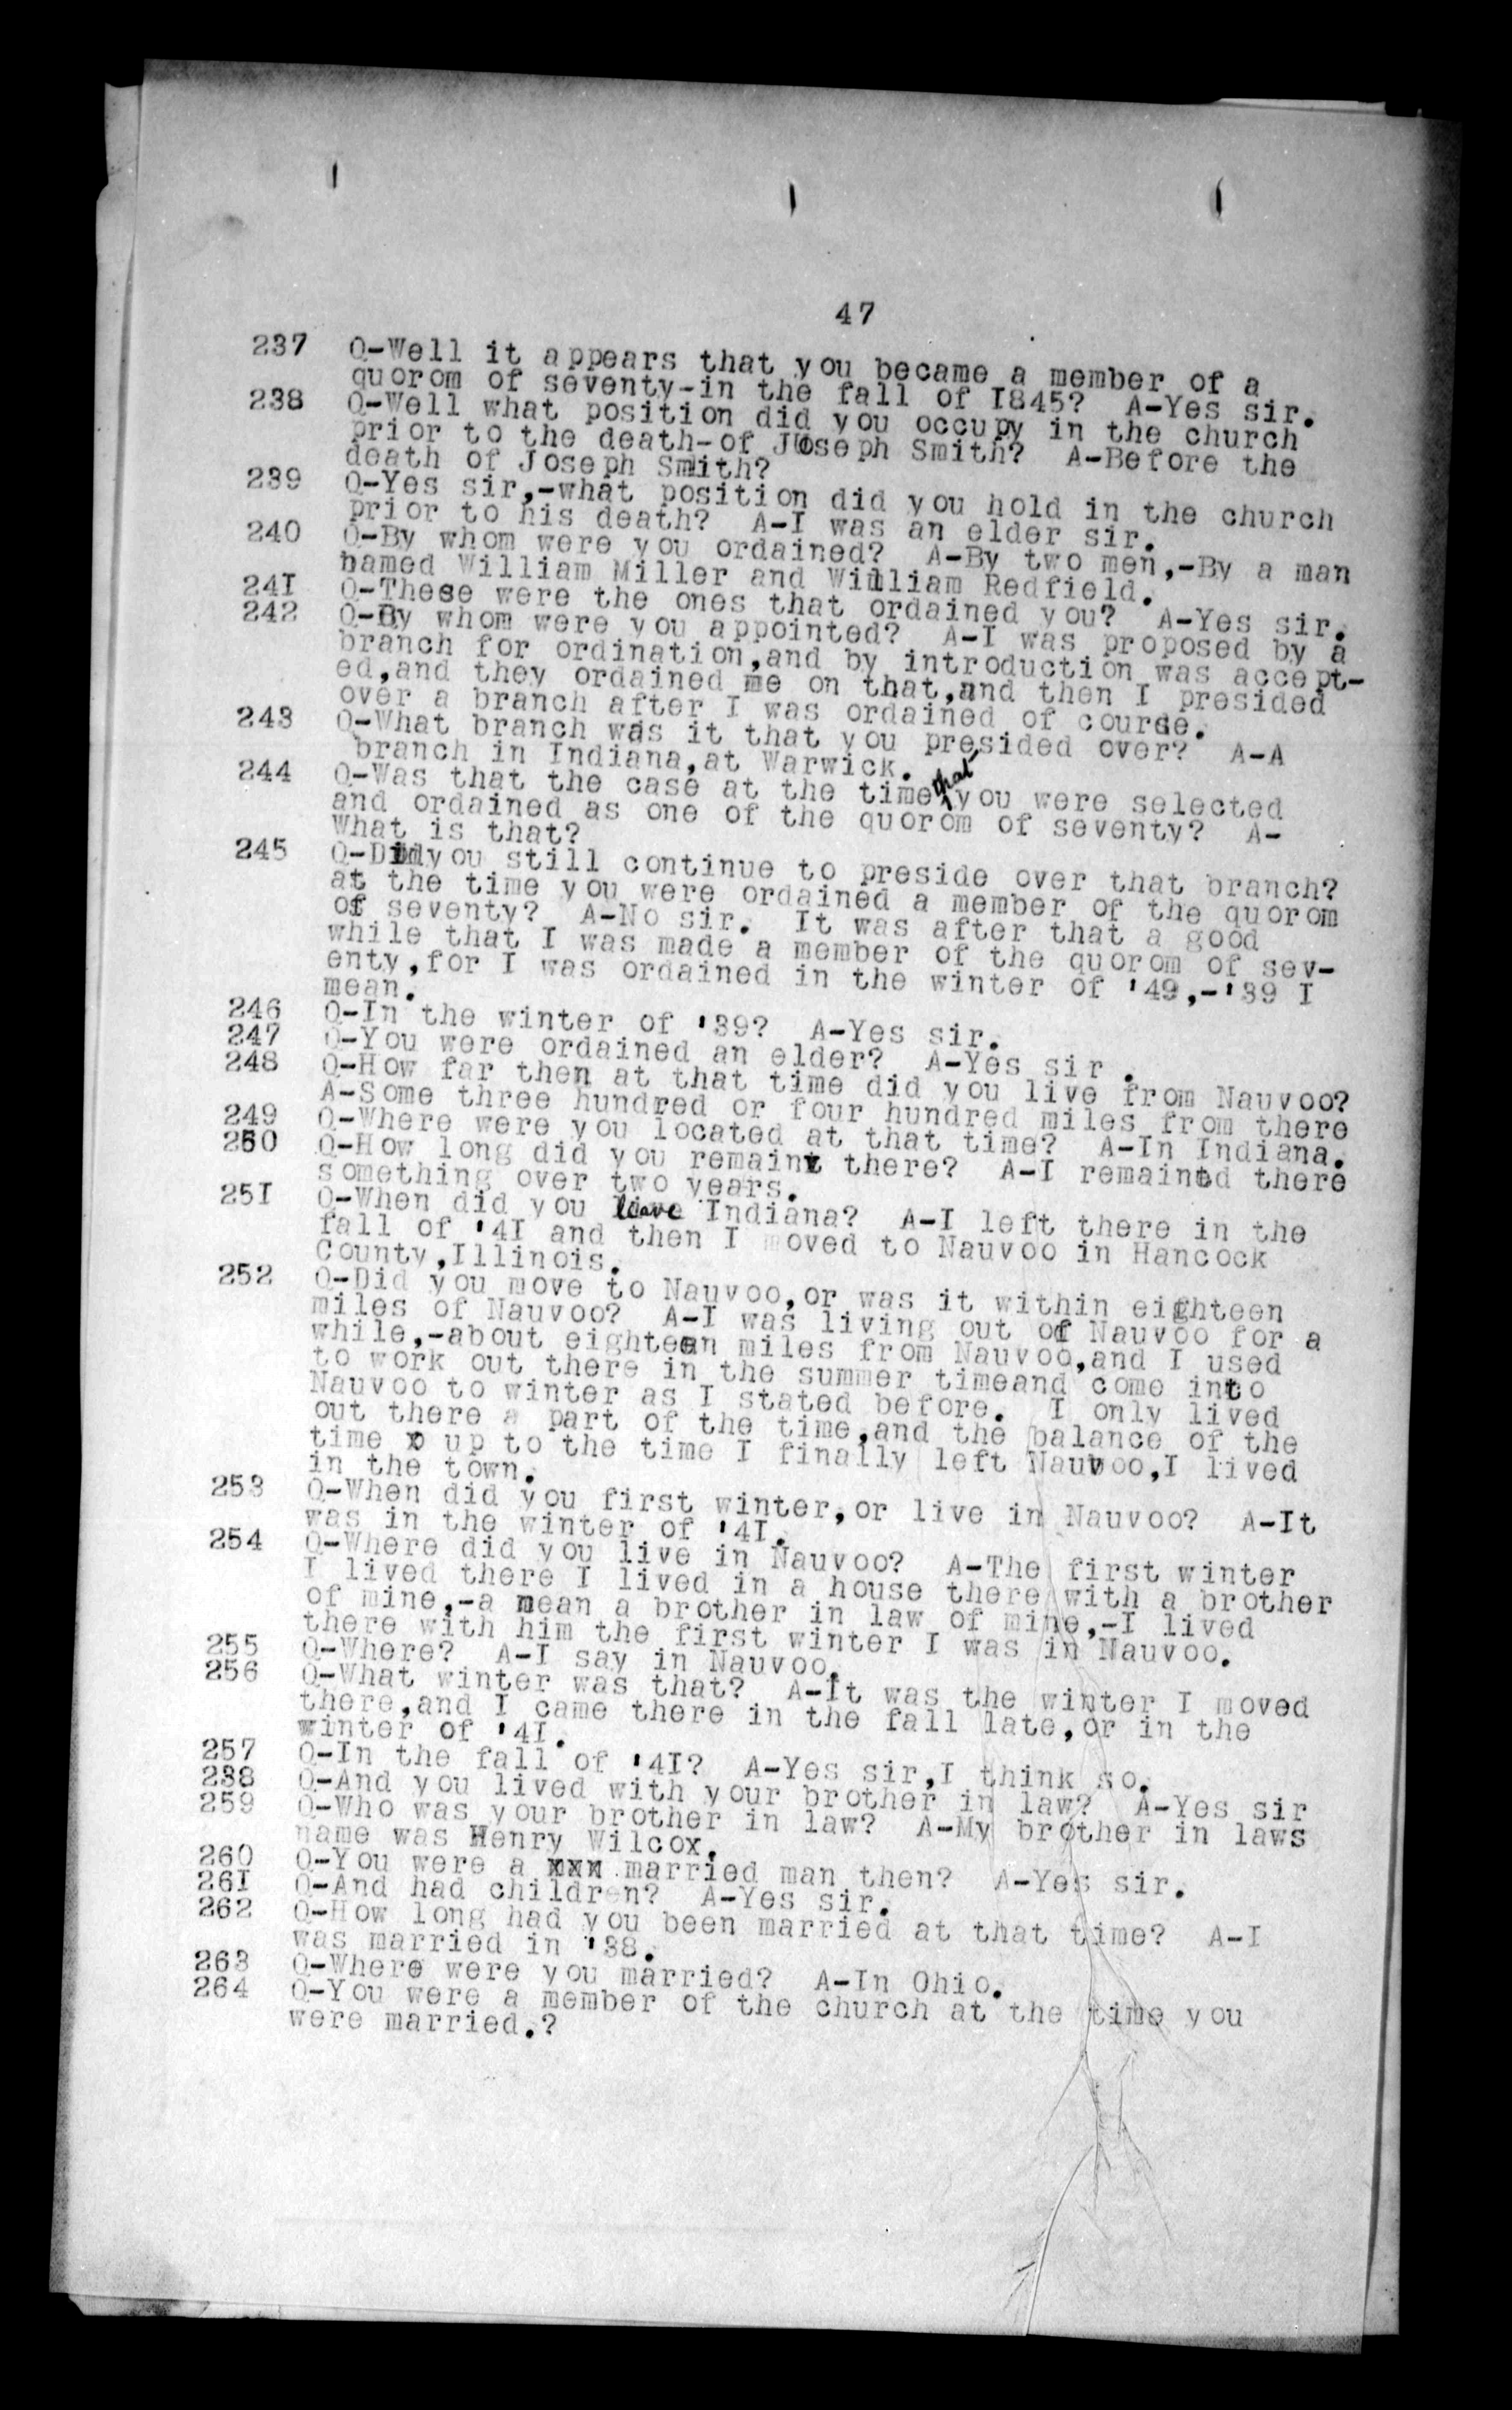 47
237 Q-Well it appears that you became a member of a
quorom of seventy-in the fall of I845? A-Yes sir.
238 Q-Well what position did you occupy in the church
prior to the death-of Joseph Smith? A-Before the
death of Joseph Smith?
239 Q-Yes sir,-what position did you hold in the church
prior to his death? A-I was an elder sir.
240 Q-By whom were you ordained? A-By two men,-By a man
named William Miller and William Redfield.
24I Q-These were the ones that ordained you? A-Yes sir.
242 Q-By whom were you appointed? A-I was proposed by a
branch for ordination,and by introduction was accept-
ed,and they ordained me on that,and then I presided
over a branch after I was ordained of course.
243 Q-What branch was it that you presided over? A-A
branch in Indiana,at Warwick.
244 Q-Was that the case at the time that you were selected
and ordained as one of the quorom of seventy? A-
What is that?
245 Q-Did you still continue to preside over that branch?
at the time you were ordained a member of the quorom
of seventy? A-No sir. It was after that a good
while that I was made a member of the quorom of sev-
enty,for I was ordained in the winter of '49,-'39 I
mean.
246 Q-In the winter of '39? A-Yes sir.
247 Q-You were ordained an elder? A-Yes sir .
248 Q-How far then at that time did you live from Nauvoo?
A-Some three hundred or four hundred miles from there
249 Q-Where were you located at that time? A-In Indiana.
250 Q-How long did you remain there? A-I remained there
something over two years.
25I Q-When did you leave Indiana? A-I left there in the
fall of '4I and then I moved to Nauvoo in Hancock
County,Illinois.
252 Q-Did you move to Nauvoo,or was it within eighteen
miles of Nauvoo? A-I was living out of Nauvoo for a
while,-about eighteen miles from Nauvoo,and I used
to work out there in the summer timeand come into
Nauvoo to winter as I stated before. I only lived
out there a part of the time,and the balance of the
time up to the time I finally left Nauvoo,I lived
in the town.
253 Q-When did you first winter,or live in Nauvoo? A-It
was in the winter of '4I.
254 Q-Where did you live in Nauvoo? A-The first winter
I lived there I lived in a house there with a brother
of mine,-a mean a brother in law of mine,-I lived
there with him the first winter I was in Nauvoo.
255 Q-Where? A-I say in Nauvoo.
256 Q-What winter was that? A-It was the winter I moved
there,and I came there in the fall late,or in the
winter of '4I.
257 Q-In the fall of '4I? A-Yes sir,I think so.
238 Q-And you lived with your brother in law? A-Yes sir
259 Q-Who was your brother in law? A-My brother in laws
name was Henry Wilcox.
260 Q-You were a xxx married man then? A-Yes sir.
26I Q-And had children? A-Yes sir.
262 Q-How long had you been married at that time? A-I
was married in '38.
263 Q-Where were you married? A-In Ohio.
264 Q-You were a member of the church at the time you
were married.?